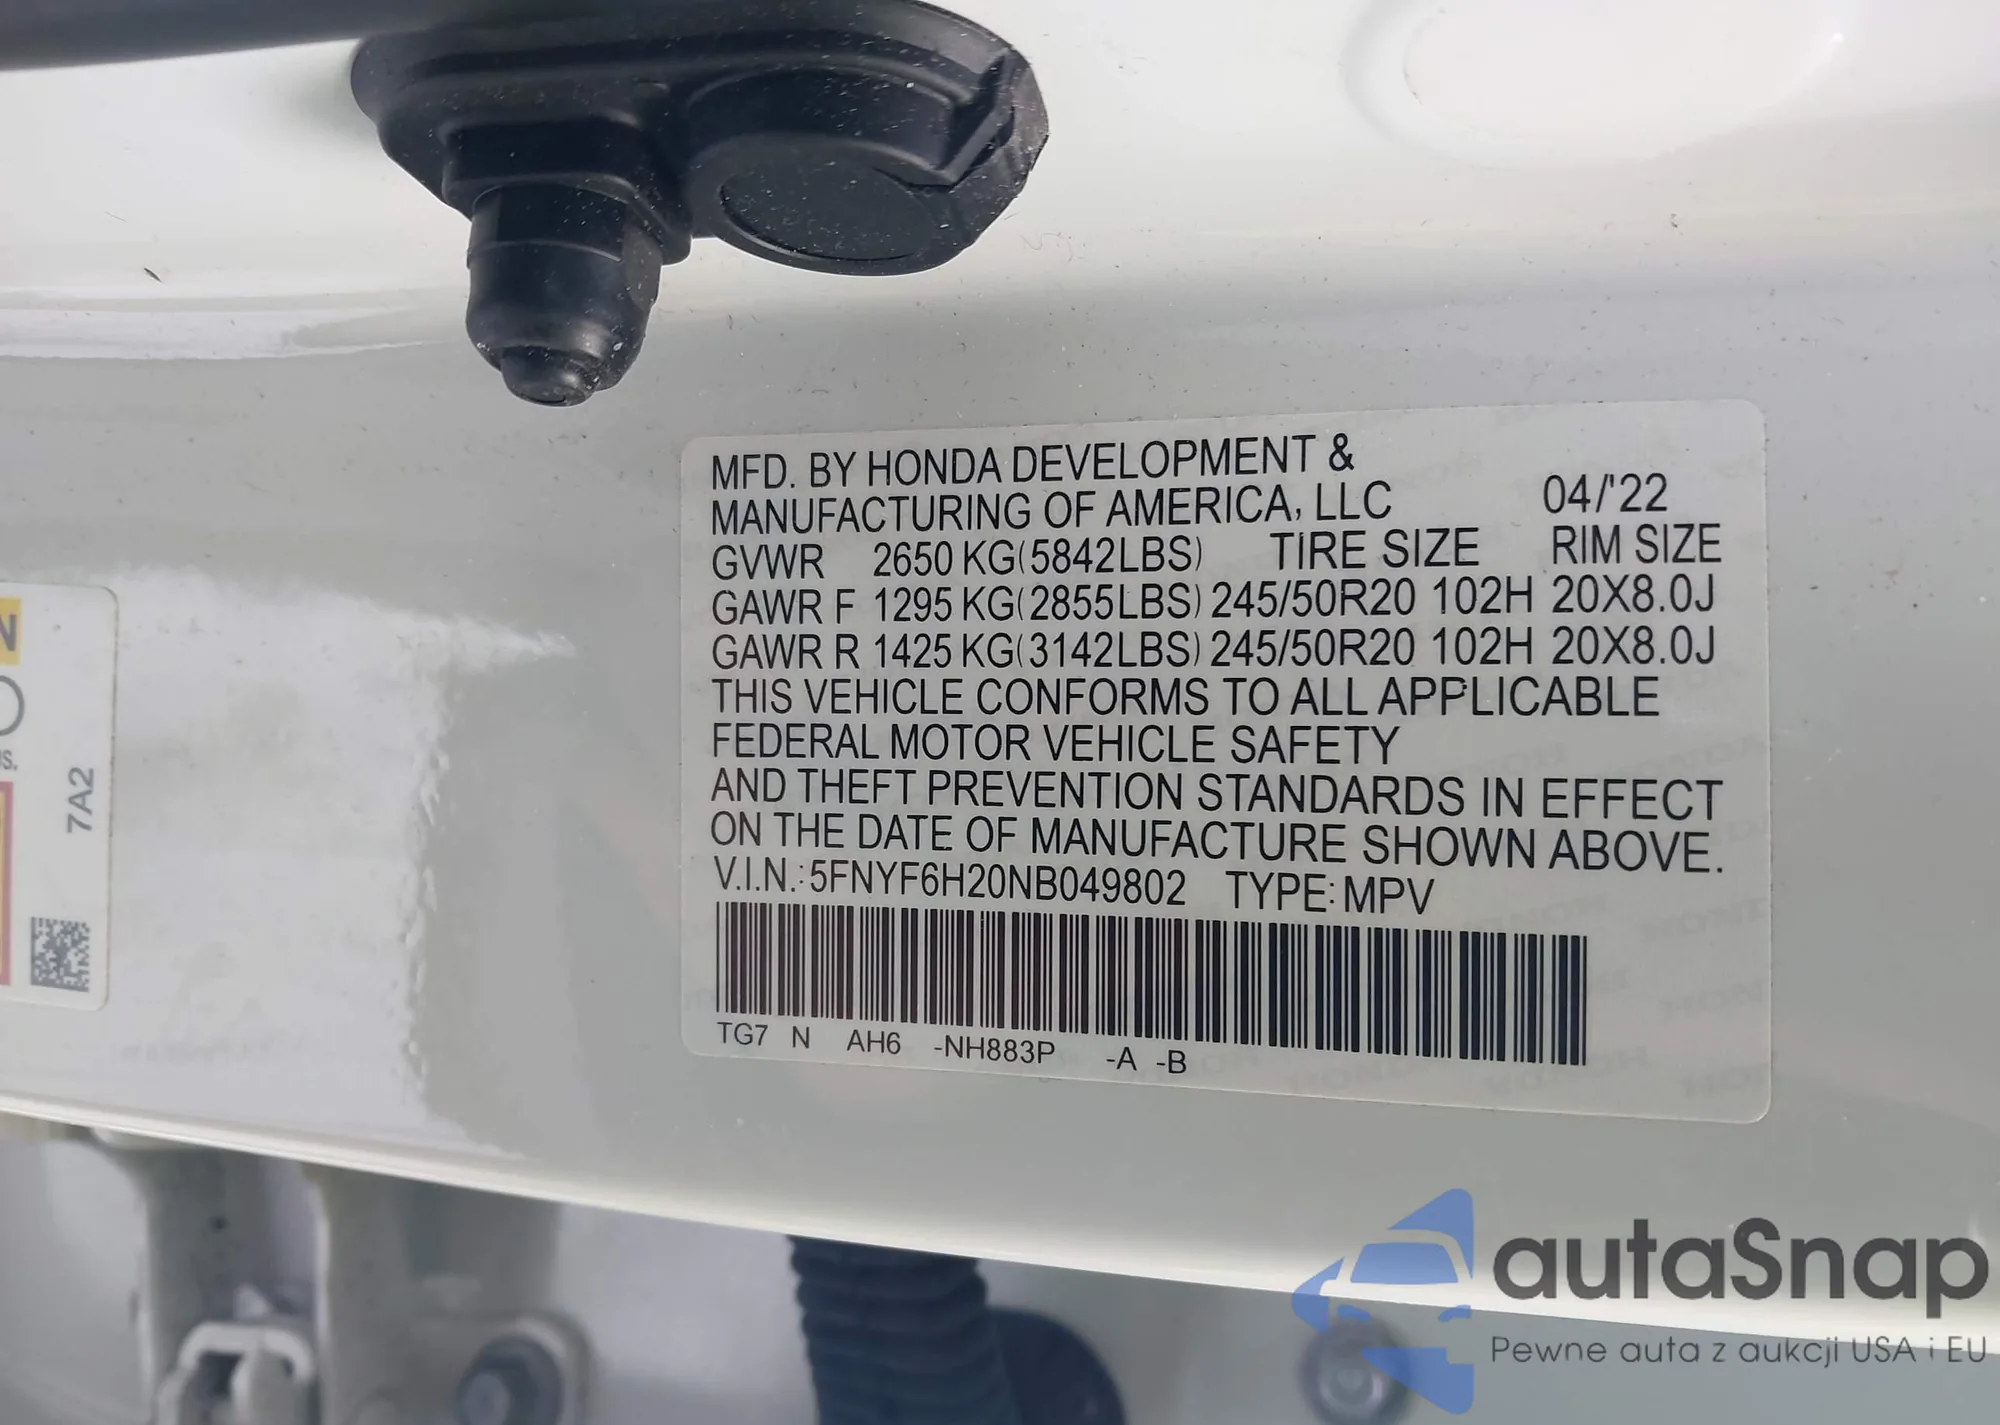 MFD. BY HONDA DEVELOPMENT &
MANUFACTURING OF AMERICA, LLC 04/'22
GVWR 2650 KG(5842LBS) TIRE SIZE RIM SIZE
GAWR F 1295 KG(2855LBS) 245/50R20 102H 20X8.0J
GAWR R 1425 KG(3142LBS) 245/50R20 102H 20X8.0J
THIS VEHICLE CONFORMS TO ALL APPLICABLE
FEDERAL MOTOR VEHICLE SAFETY
AND THEFT PREVENTION STANDARDS IN EFFECT
ON THE DATE OF MANUFACTURE SHOWN ABOVE.
V.I.N.: 5FNYF6H20NB049802 TYPE: MPV
TG7 N AH6 -NH883P -A -B
7A2
autaSnap
Pewne auta z aukcji USA i EU